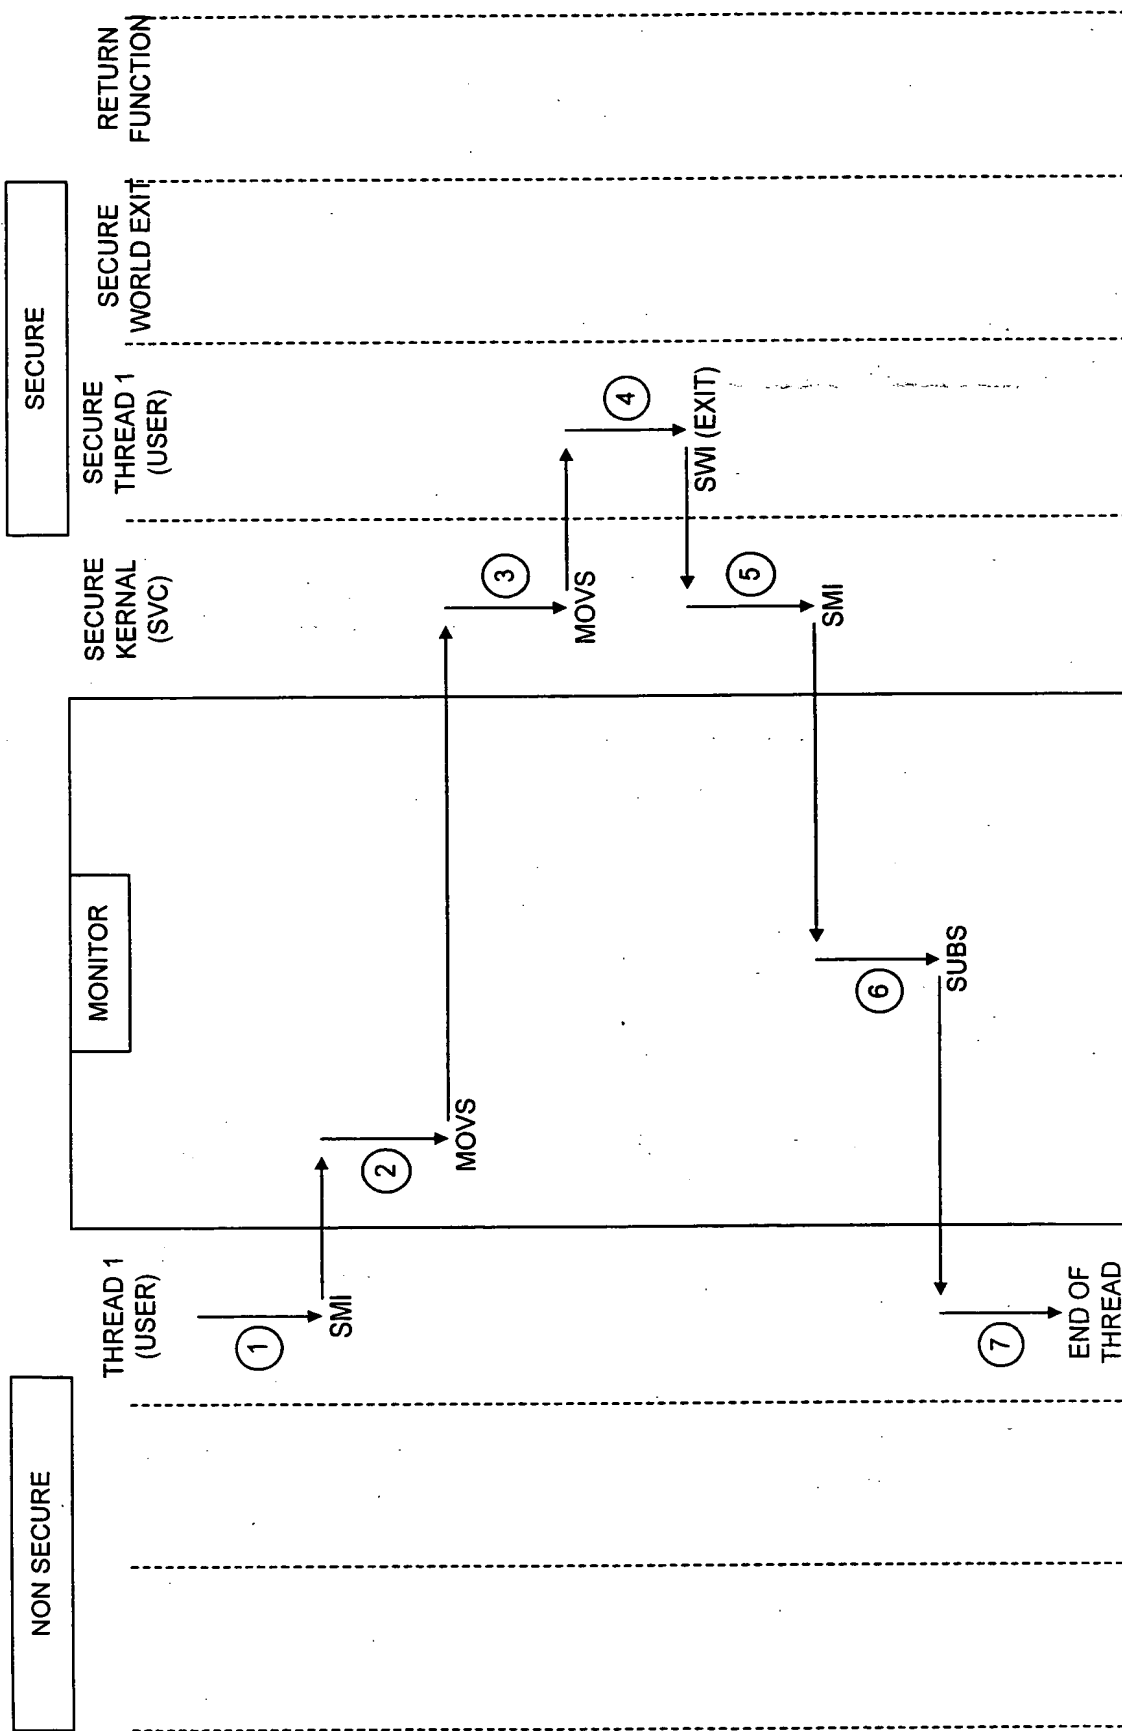 NON SECURE
MONITOR
SECURE
THREAD 1
(USER)
SECURE
KERNAL
(SVC)
SECURE
THREAD 1
(USER)
SECURE
WORLD EXIT
RETURN
FUNCTION
1
SMI
2
MOVS
3
MOVS
4
SWI (EXIT)
5
SMI
6
SUBS
7
END OF
THREAD